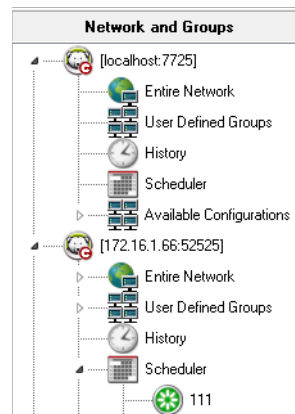 Network and Groups
[localhost:7725]
Entire Network
User Defined Groups
History
Scheduler
Available Configurations
[172.16.1.66:52525]
Entire Network
User Defined Groups
History
Scheduler
111